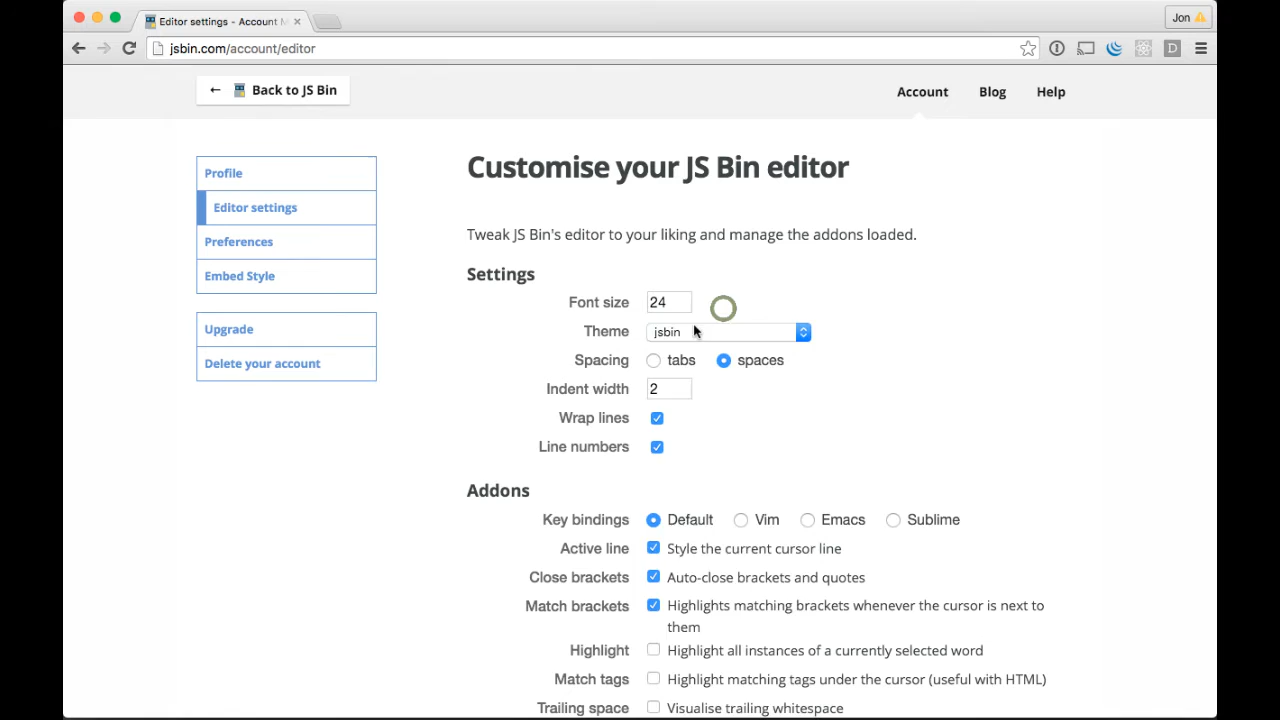 Editor settings - Account M
Jon
jsbin.com/account/editor
← Back to JS Bin
Account Blog Help
Profile
Editor settings
Preferences
Embed Style
Upgrade
Delete your account
Customise your JS Bin editor
Tweak JS Bin's editor to your liking and manage the addons loaded.
Settings
Font size 24
Theme jsbin
Spacing tabs spaces
Indent width 2
Wrap lines
Line numbers
Addons
Key bindings Default Vim Emacs Sublime
Active line Style the current cursor line
Close brackets Auto-close brackets and quotes
Match brackets Highlights matching brackets whenever the cursor is next to
them
Highlight Highlight all instances of a currently selected word
Match tags Highlight matching tags under the cursor (useful with HTML)
Trailing space Visualise trailing whitespace